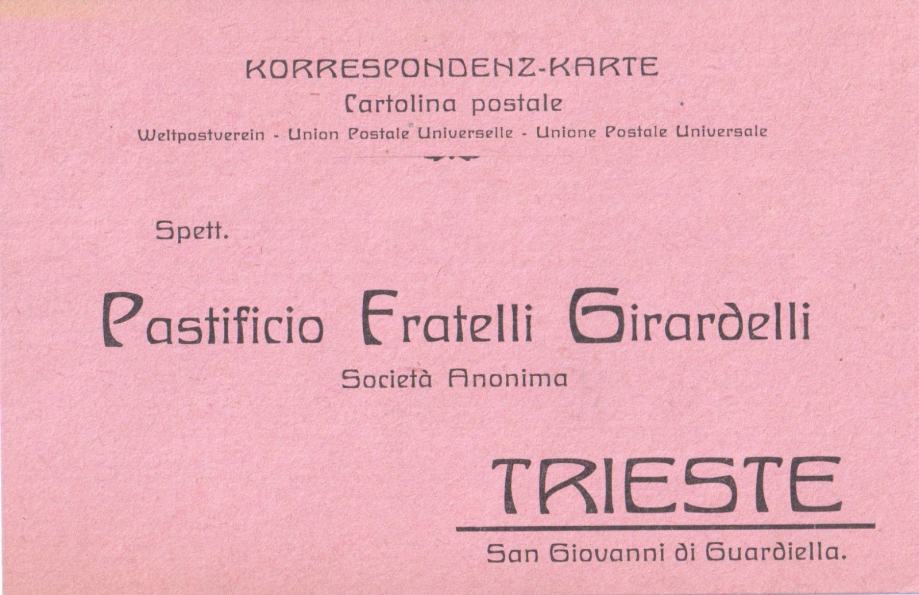 KORRESPONDENZ-KARTE
Cartolina postale
Weltpostverein - Union Postale Universelle - Unione Postale Universale
Spett.
Pastificio Fratelli Girardelli
Società Anonima
TRIESTE
San Giovanni di Guardiella.